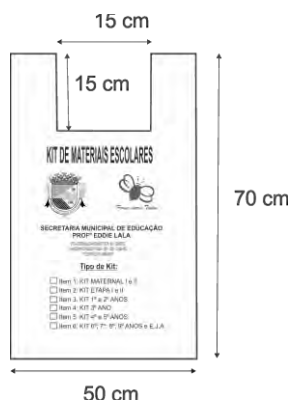 15 cm
15 cm
KIT DE MATERIAIS ESCOLARES
70 cm
SECRETARIA MUNICIPAL DE EDUCAÇÃO
PROFº EDDIE LALA
Tipo de Kit:
Item 1: KIT MATERNAL I e II
Item 2: KIT ETAPA I e II
Item 3: KIT 1º e 2º ANOS
Item 4: KIT 3º ANO
Item 5: KIT 4º e 5º ANOS
Item 6: KIT 6º, 7º, 8º, 9º ANOS e E.J.A
50 cm